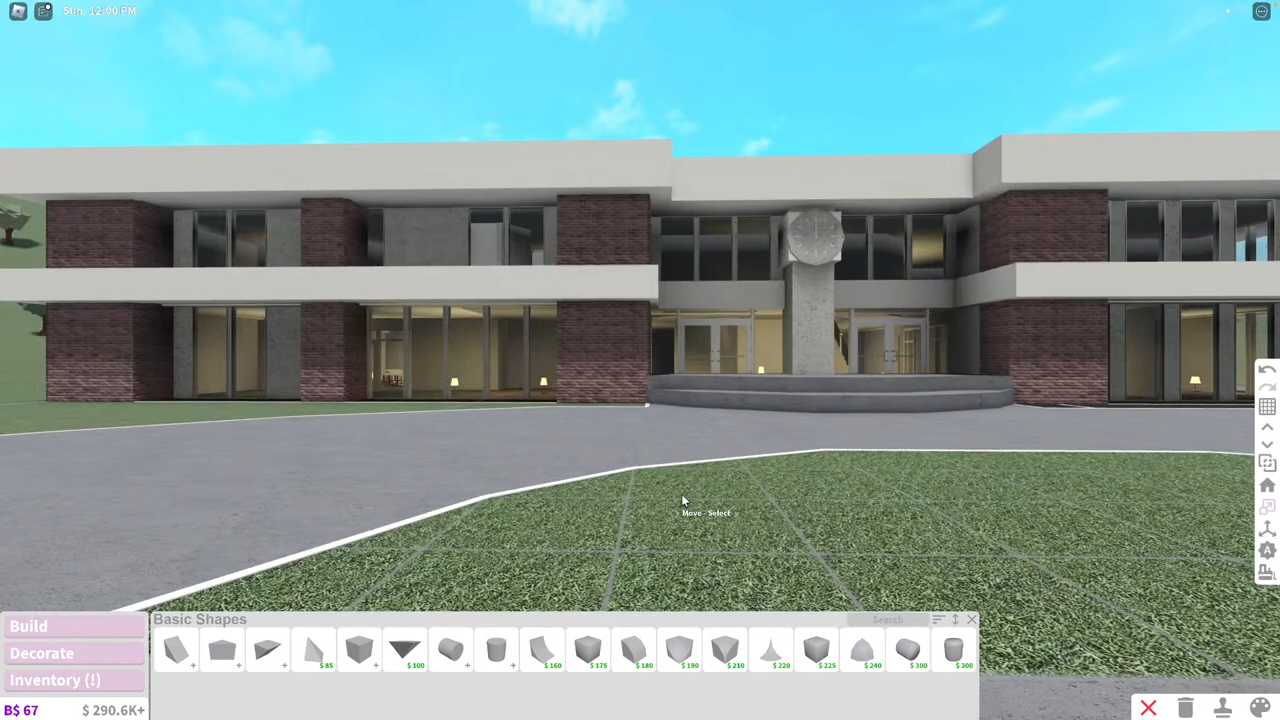 Sun. 12:00 PM
Move - Select
Build
Decorate
Inventory (!)
B$ 67 $ 290.6K+
Basic Shapes
Search
+ + + $ 85 + $ 100 + + $ 160 $ 175 $ 180 $ 190 $ 210 $ 220 $ 225 $ 240 $ 300 $ 300
A